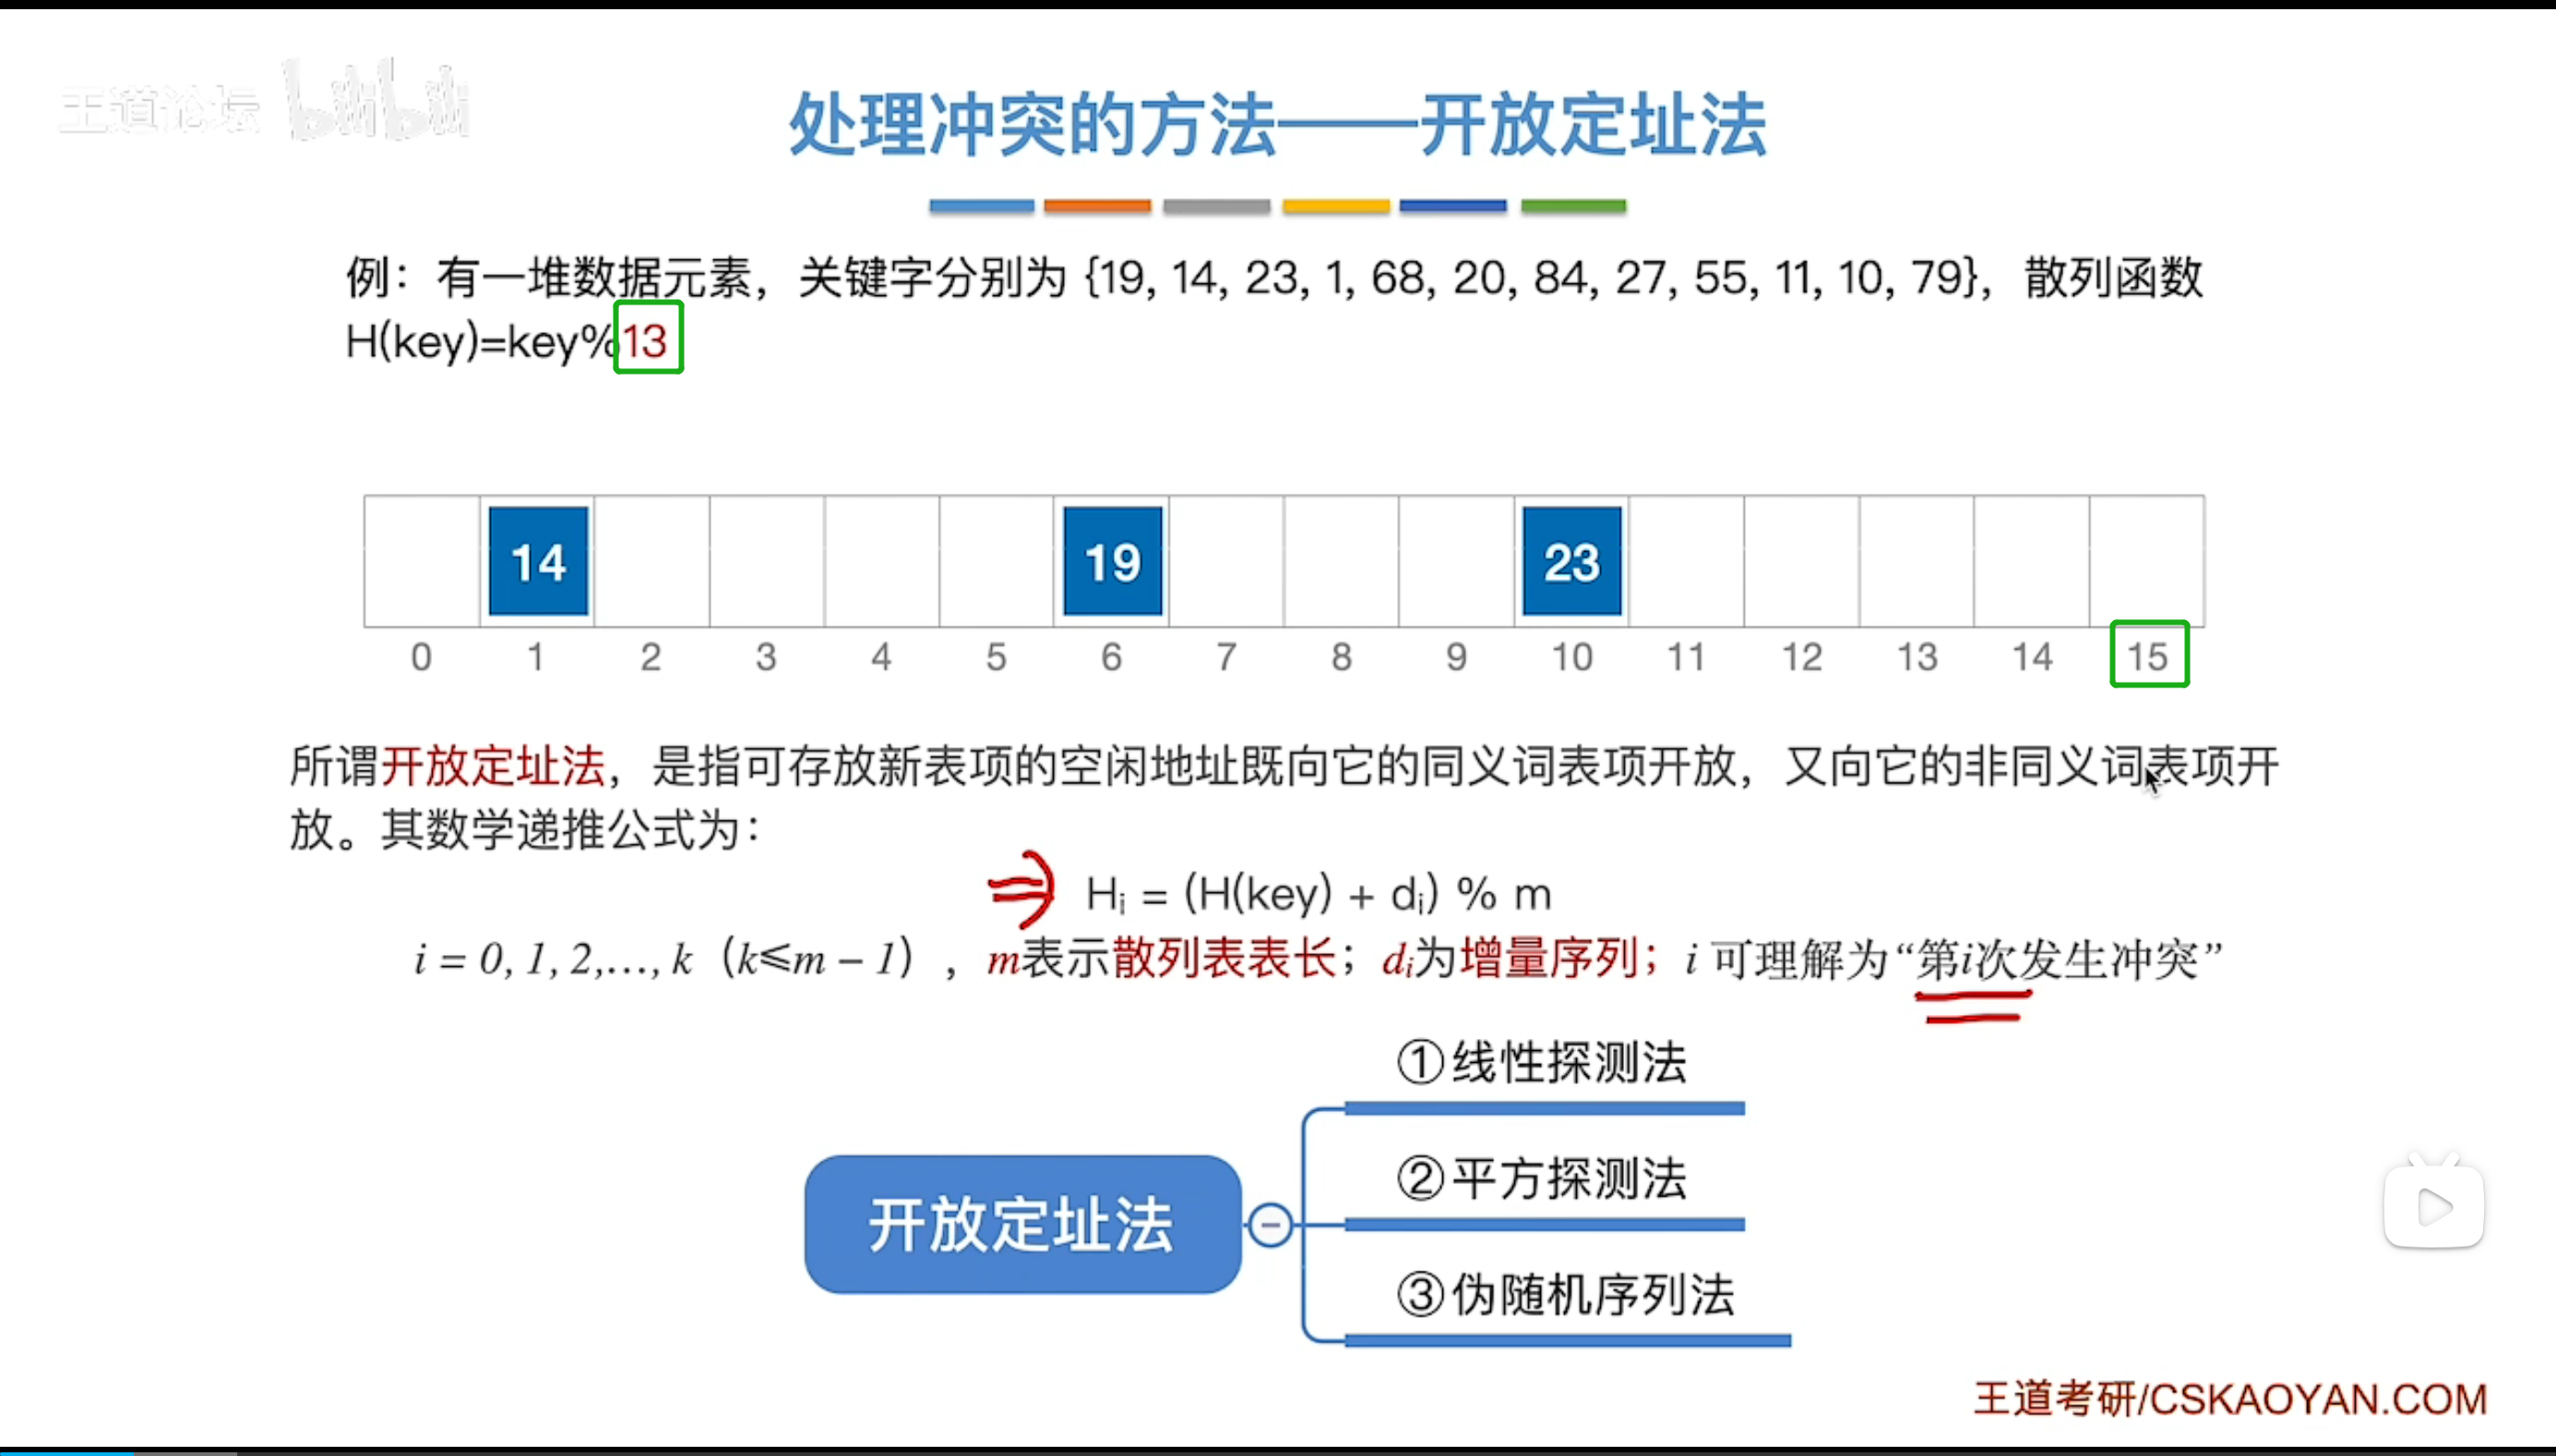 王道论坛 bilibili
处理冲突的方法——开放定址法
例：有一堆数据元素，关键字分别为 {19, 14, 23, 1, 68, 20, 84, 27, 55, 11, 10, 79}，散列函数
H(key)=key%13
14 19 23
0 1 2 3 4 5 6 7 8 9 10 11 12 13 14 15
所谓开放定址法，是指可存放新表项的空闲地址既向它的同义词表项开放，又向它的非同义词表项开
放。其数学递推公式为：
Hᵢ = (H(key) + dᵢ) % m
i = 0, 1, 2,..., k（k≤m − 1），m表示散列表表长；dᵢ为增量序列；i 可理解为“第i次发生冲突”
①线性探测法
②平方探测法
开放定址法
③伪随机序列法
王道考研/CSKAOYAN.COM